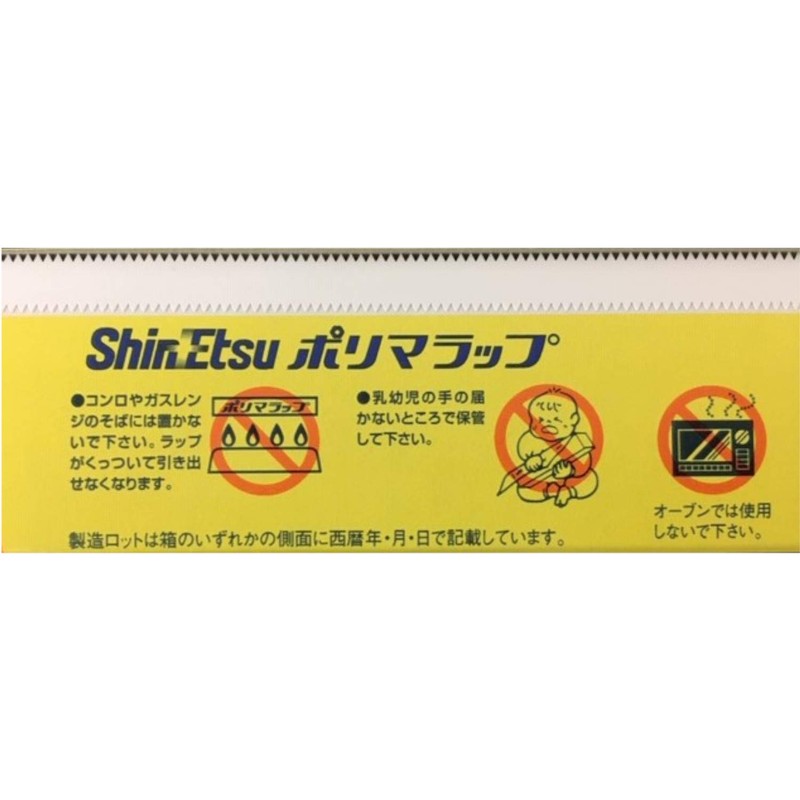 ShinEtsu ポリマラップ
●コンロやガスレン
ジのそばには置かな
いで下さい。ラップ
がくっついて引き出
せなくなります。
ポリマラップ
●乳幼児の手の届
かないところで保管
して下さい。
オーブンでは使用
しないで下さい。
製造ロットは箱のいずれかの側面に西暦年・月・日で記載しています。